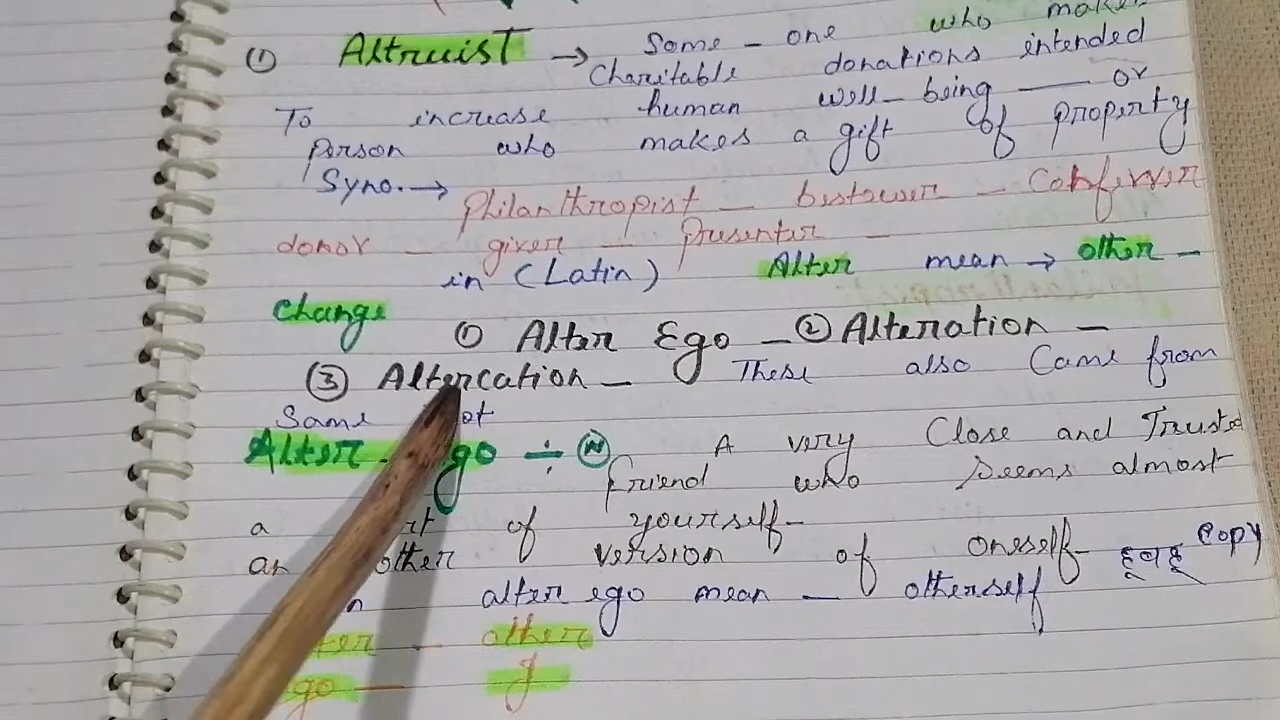 ① Altruist → Some - one who makes
Charitable donations intended
To increase human well - being —— or
Person who makes a gift of property
Syno. → Philanthropist — bestower — Conferrer
donor — giver — Presenter —
in (Latin) Alter mean → other -
Change
① Alter Ego - ② Alteration -
③ Altercation - These also Came from
Same
Alter ÷ Ⓝ A very Close and Trusted
friend who seems almost
a of yourself-
version of oneself- हूबहू copy
alter ego mean - otherself
- other
- I